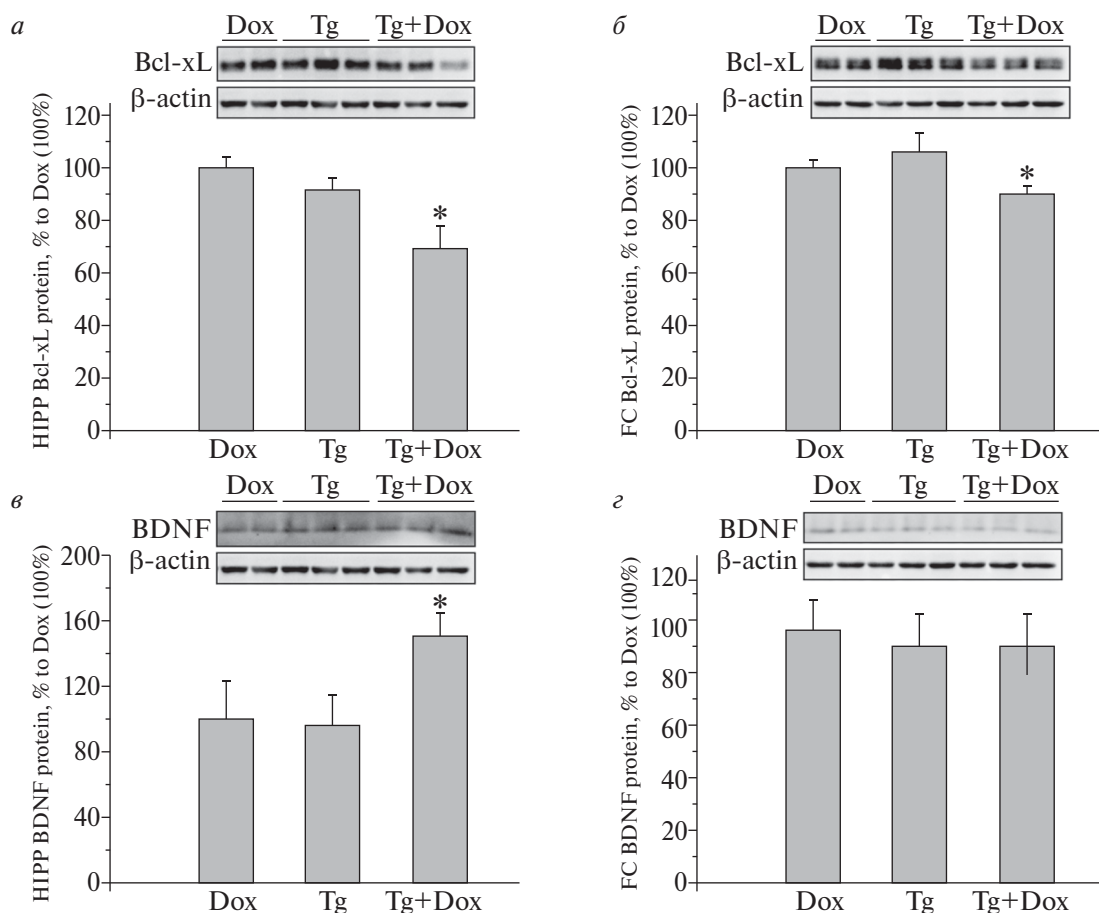 а
Dox Tg Tg+Dox
Bcl-xL
β-actin
HIPP Bcl-xL protein, % to Dox (100%)
120
100
80
60
40
20
0
*
Dox Tg Tg+Dox
б
Dox Tg Tg+Dox
Bcl-xL
β-actin
FC Bcl-xL protein, % to Dox (100%)
120
100
80
60
40
20
0
*
Dox Tg Tg+Dox
в
Dox Tg Tg+Dox
BDNF
β-actin
HIPP BDNF protein, % to Dox (100%)
200
160
120
80
40
0
*
Dox Tg Tg+Dox
г
Dox Tg Tg+Dox
BDNF
β-actin
FC BDNF protein, % to Dox (100%)
120
100
80
60
40
20
0
Dox Tg Tg+Dox